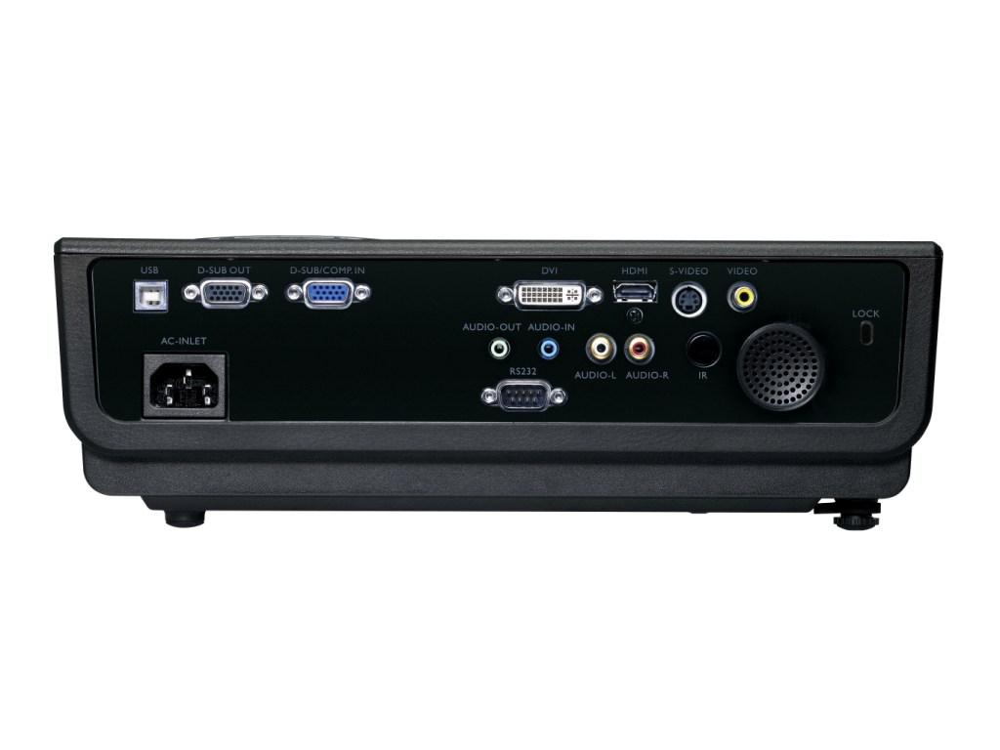 USB
D-SUB OUT
D-SUB/COMP. IN
DVI
HDMI
S-VIDEO
VIDEO
LOCK
AUDIO-OUT
AUDIO-IN
AC-INLET
RS232
AUDIO-L
AUDIO-R
IR